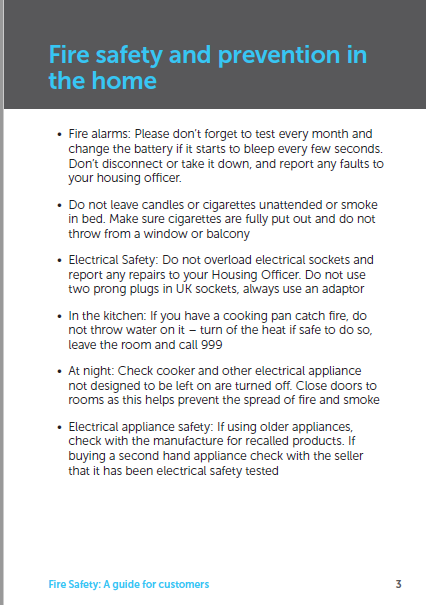 Fire safety and prevention in
the home
• Fire alarms: Please don't forget to test every month and
change the battery if it starts to bleep every few seconds.
Don't disconnect or take it down, and report any faults to
your housing officer.
• Do not leave candles or cigarettes unattended or smoke
in bed. Make sure cigarettes are fully put out and do not
throw from a window or balcony
• Electrical Safety: Do not overload electrical sockets and
report any repairs to your Housing Officer. Do not use
two prong plugs in UK sockets, always use an adaptor
• In the kitchen: If you have a cooking pan catch fire, do
not throw water on it – turn of the heat if safe to do so,
leave the room and call 999
• At night: Check cooker and other electrical appliance
not designed to be left on are turned off. Close doors to
rooms as this helps prevent the spread of fire and smoke
• Electrical appliance safety: If using older appliances,
check with the manufacture for recalled products. If
buying a second hand appliance check with the seller
that it has been electrical safety tested
Fire Safety: A guide for customers
3